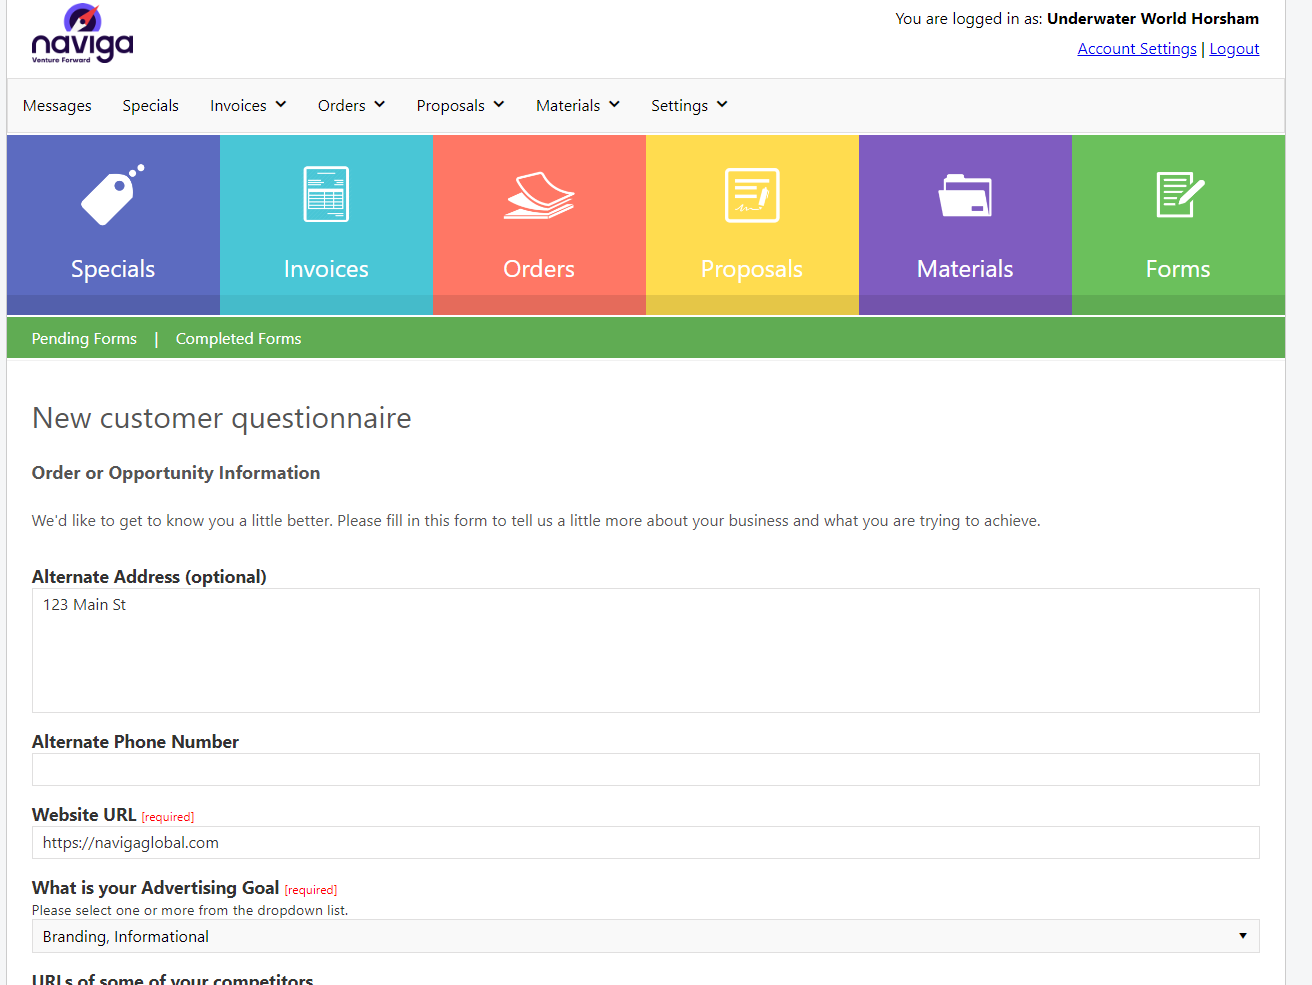 naviga
Venture Forward
You are logged in as: Underwater World Horsham
Account Settings | Logout
Messages Specials Invoices Orders Proposals Materials Settings
Specials Invoices Orders Proposals Materials Forms
Pending Forms | Completed Forms
New customer questionnaire
Order or Opportunity Information
We'd like to get to know you a little better. Please fill in this form to tell us a little more about your business and what you are trying to achieve.
Alternate Address (optional)
123 Main St
Alternate Phone Number
Website URL [required]
https://navigaglobal.com
What is your Advertising Goal [required]
Please select one or more from the dropdown list.
Branding, Informational
URLs of some of your competitors